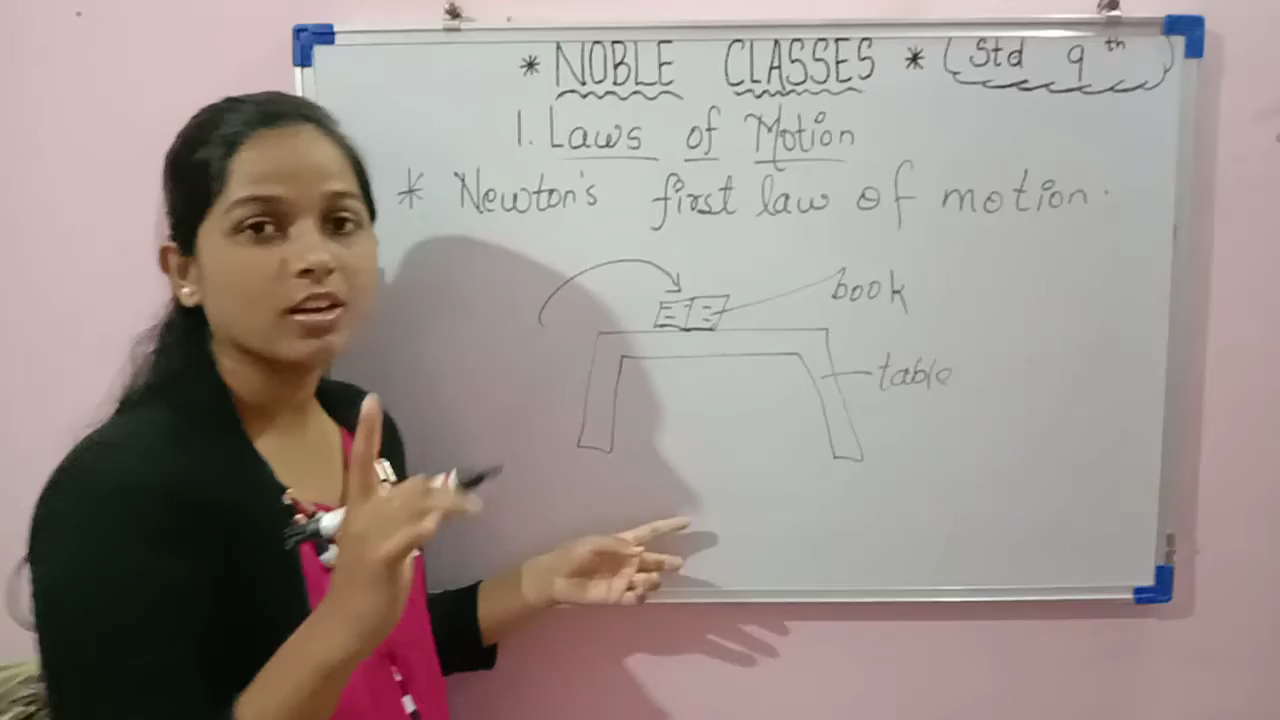 * NOBLE CLASSES * (Std 9th)
1. Laws of Motion
* Newton's first law of motion.
book
table